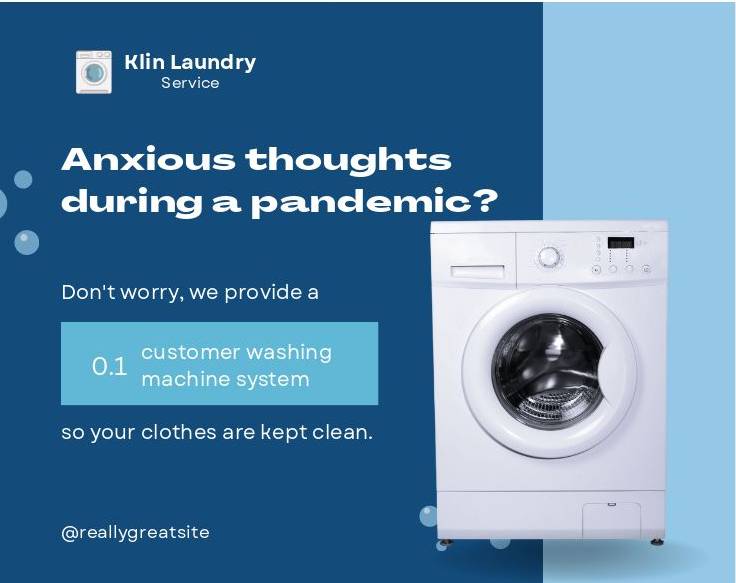 Klin Laundry
Service
Anxious thoughts
during a pandemic?
Don't worry, we provide a
0.1 customer washing
machine system
so your clothes are kept clean.
@reallygreatsite